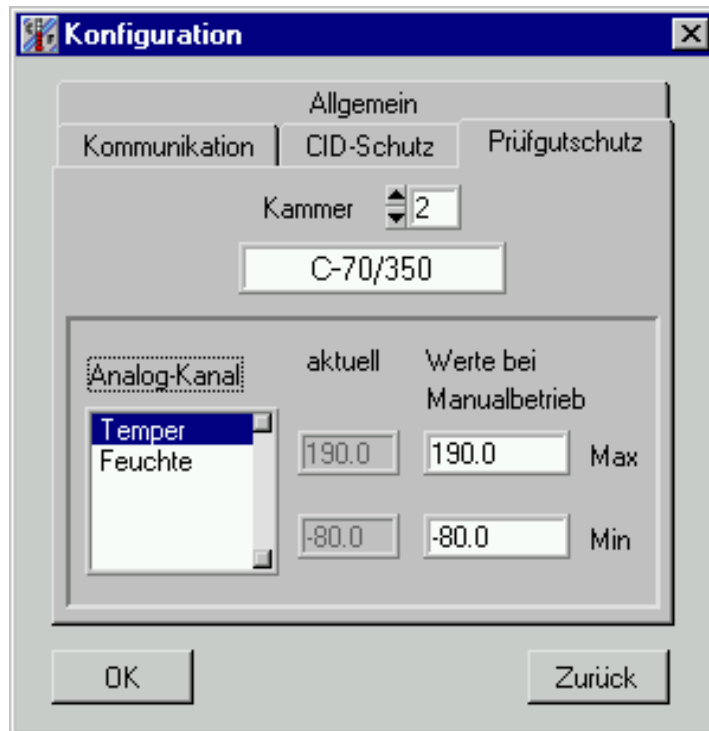 Konfiguration
Allgemein
Kommunikation CID-Schutz Prüfgutschutz
Kammer 2
C-70/350
Analog-Kanal aktuell Werte bei
Manualbetrieb
Temper
Feuchte
190.0 190.0 Max
-80.0 -80.0 Min
OK Zurück